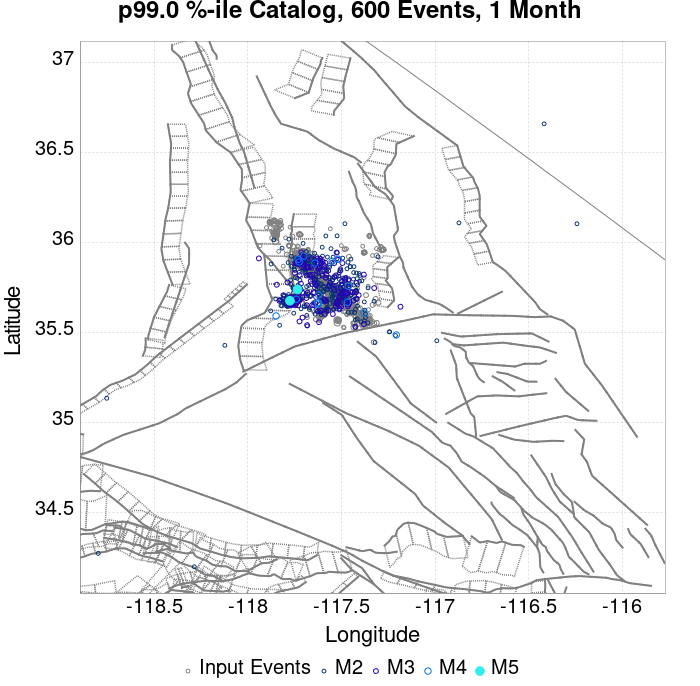 p99.0 %-ile Catalog, 600 Events, 1 Month
37
36.5
36
35.5
35
34.5
Latitude
-118.5 -118 -117.5 -117 -116.5 -116
Longitude
Input Events M2 M3 M4 M5